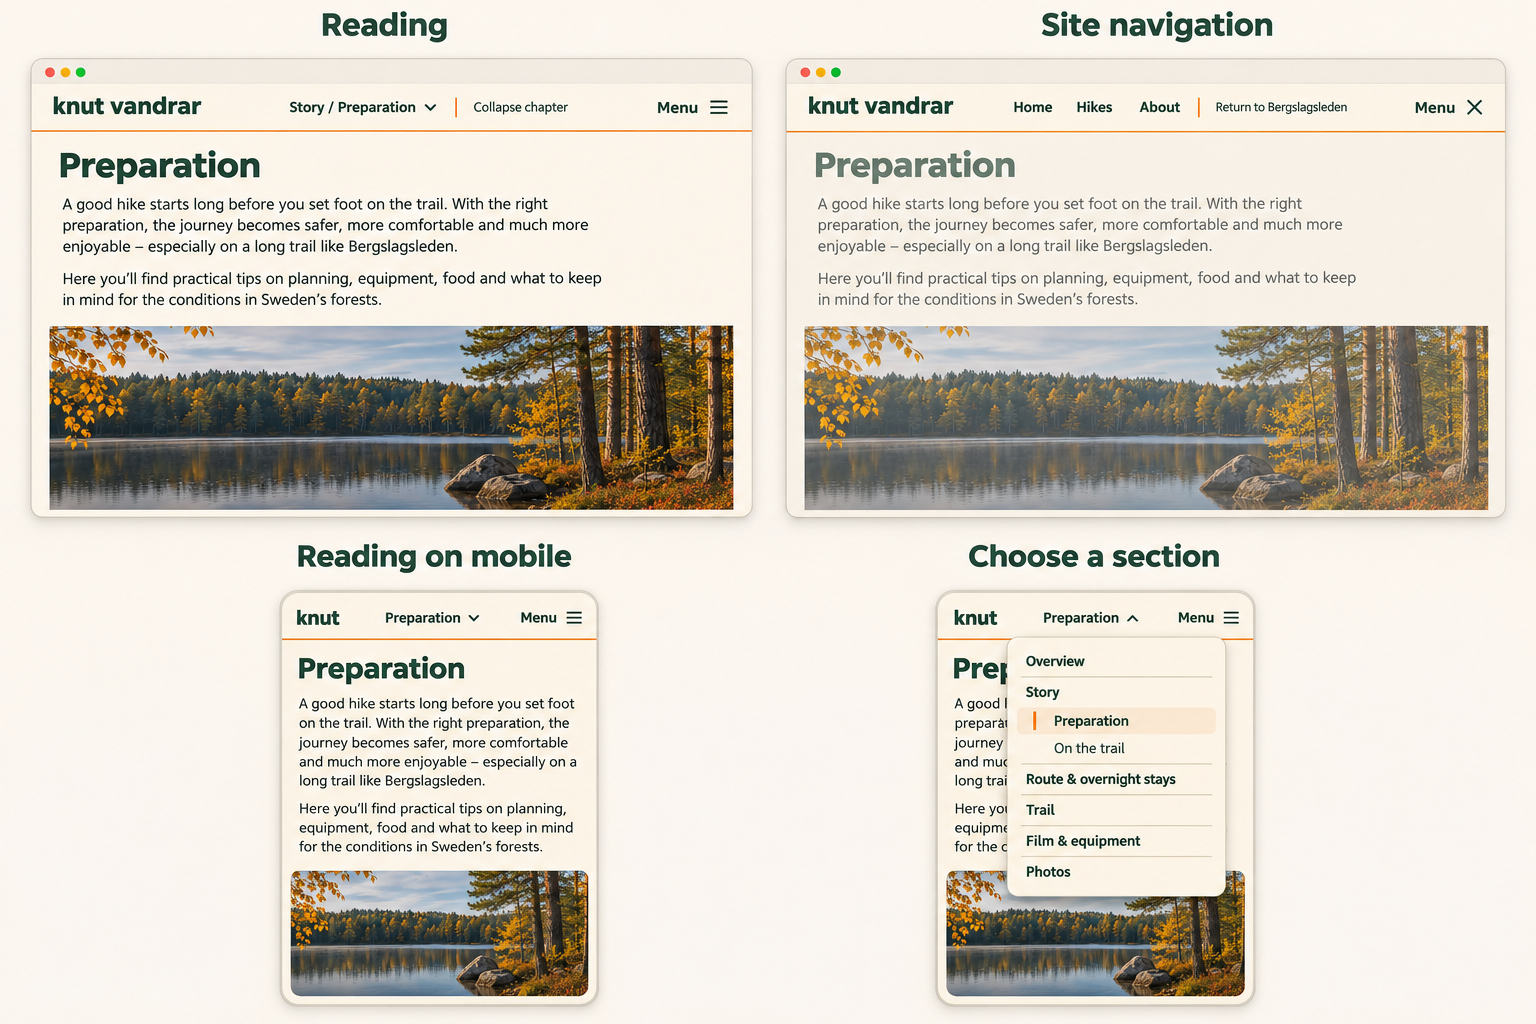 Reading
knut vandrar
Story / Preparation
Collapse chapter
Menu
Preparation
A good hike starts long before you set foot on the trail. With the right
preparation, the journey becomes safer, more comfortable and much more
enjoyable – especially on a long trail like Bergslagsleden.
Here you’ll find practical tips on planning, equipment, food and what to keep
in mind for the conditions in Sweden’s forests.
Site navigation
knut vandrar
Home
Hikes
About
Return to Bergslagsleden
Menu
Preparation
A good hike starts long before you set foot on the trail. With the right
preparation, the journey becomes safer, more comfortable and much more
enjoyable – especially on a long trail like Bergslagsleden.
Here you’ll find practical tips on planning, equipment, food and what to keep
in mind for the conditions in Sweden’s forests.
Reading on mobile
knut
Preparation
Menu
Preparation
A good hike starts long before you set foot
on the trail. With the right preparation, the
journey becomes safer, more comfortable
and much more enjoyable – especially on a
long trail like Bergslagsleden.
Here you’ll find practical tips on planning,
equipment, food and what to keep in mind
for the conditions in Sweden’s forests.
Choose a section
knut
Preparation
Menu
Prep
A good h
prepara
journey
and muc
long trai
Here you
equipme
for the c
Overview
Story
Preparation
On the trail
Route & overnight stays
Trail
Film & equipment
Photos